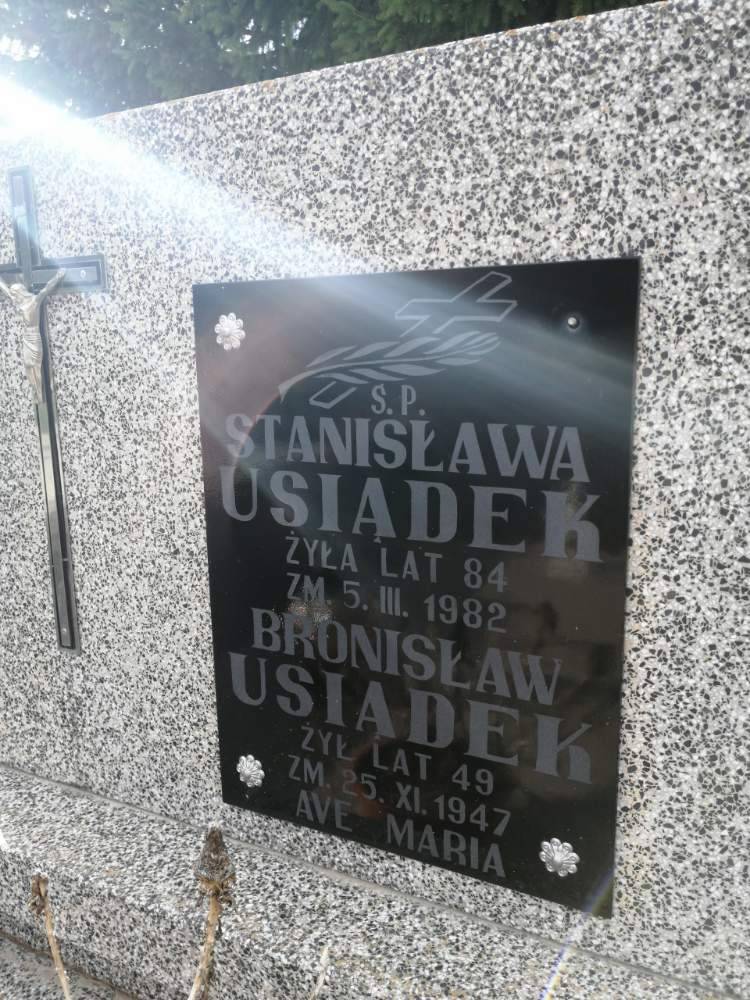 Ś.P.
STANISŁAWA
USIĄDEK
ŻYŁA LAT 84
ZM 5. III. 1982
BRONISŁAW
USIĄDEK
ŻYŁ LAT 49
ZM. 25. XI. 1947
AVE MARIA